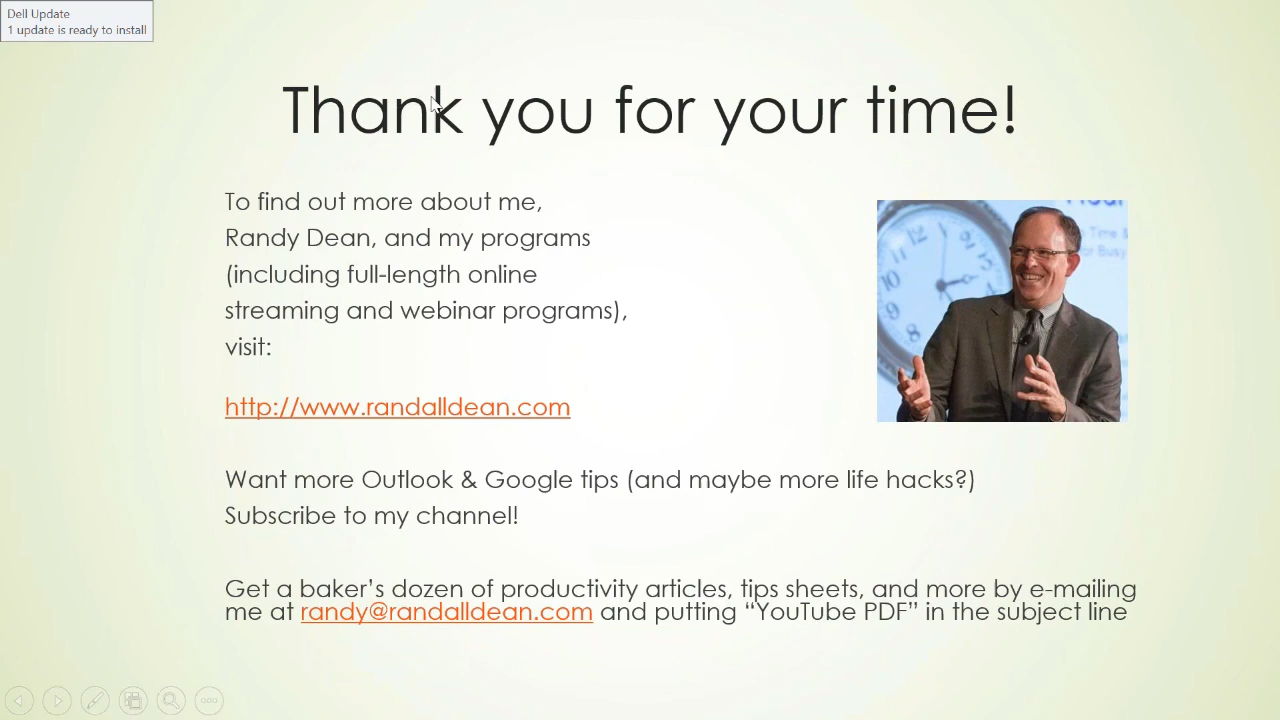 Dell Update
1 update is ready to install
Thank you for your time!
To find out more about me,
Randy Dean, and my programs
(including full-length online
streaming and webinar programs),
visit:
http://www.randalldean.com
Want more Outlook & Google tips (and maybe more life hacks?)
Subscribe to my channel!
Get a baker’s dozen of productivity articles, tips sheets, and more by e-mailing
me at randy@randalldean.com and putting “YouTube PDF” in the subject line